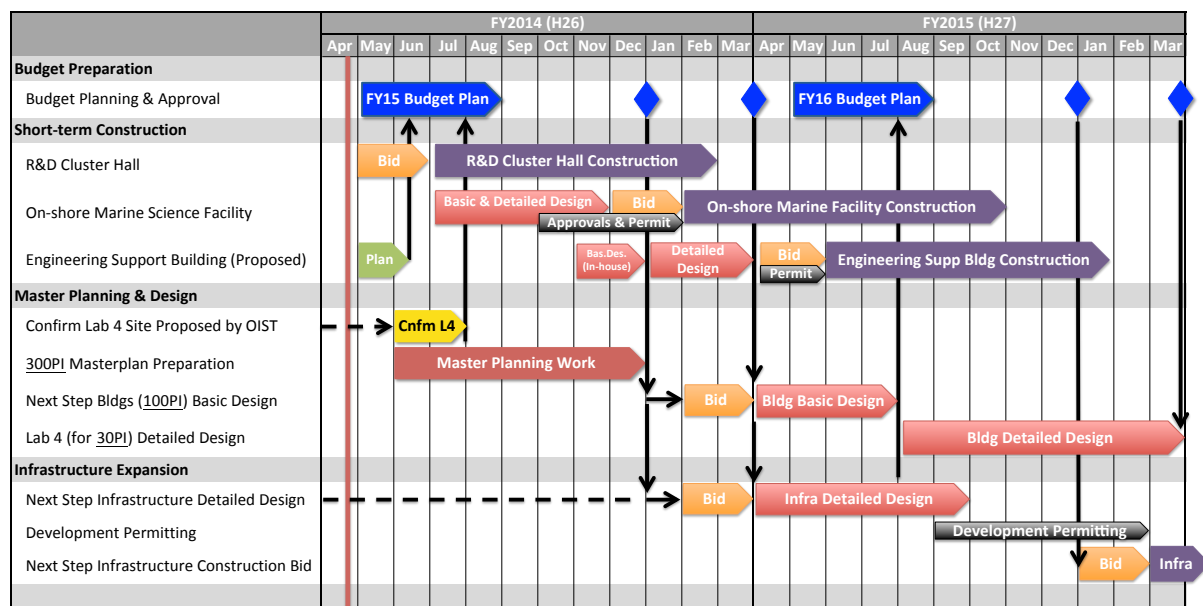 FY2014 (H26) FY2015 (H27)
Apr May Jun Jul Aug Sep Oct Nov Dec Jan Feb Mar Apr May Jun Jul Aug Sep Oct Nov Dec Jan Feb Mar
Budget Preparation
Budget Planning & Approval FY15 Budget Plan FY16 Budget Plan
Short-term Construction
R&D Cluster Hall Bid R&D Cluster Hall Construction
On-shore Marine Science Facility Basic & Detailed Design Bid On-shore Marine Facility Construction
Approvals & Permit
Engineering Support Building (Proposed) Plan Bas.Des. (In-house) Detailed Design Bid Engineering Supp Bldg Construction
Permit
Master Planning & Design
Confirm Lab 4 Site Proposed by OIST Cnfm L4
300PI Masterplan Preparation Master Planning Work
Next Step Bldgs (100PI) Basic Design Bid Bldg Basic Design
Lab 4 (for 30PI) Detailed Design Bldg Detailed Design
Infrastructure Expansion
Next Step Infrastructure Detailed Design Bid Infra Detailed Design
Development Permitting Development Permitting
Next Step Infrastructure Construction Bid Bid Infra